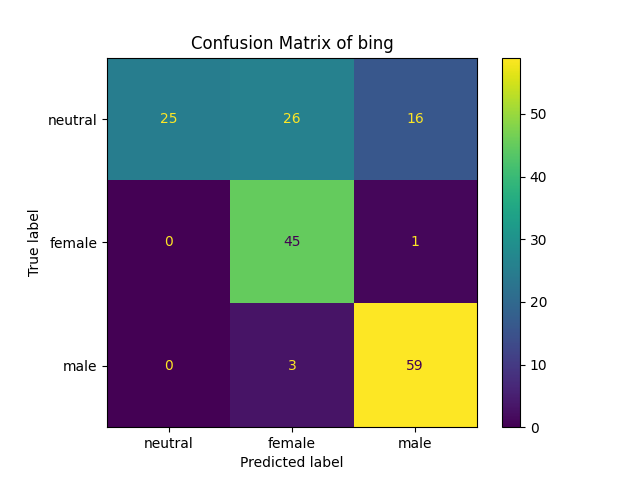 Confusion Matrix of bing
True label
neutral 25 26 16
female 0 45 1
male 0 3 59
neutral female male
Predicted label
50
40
30
20
10
0